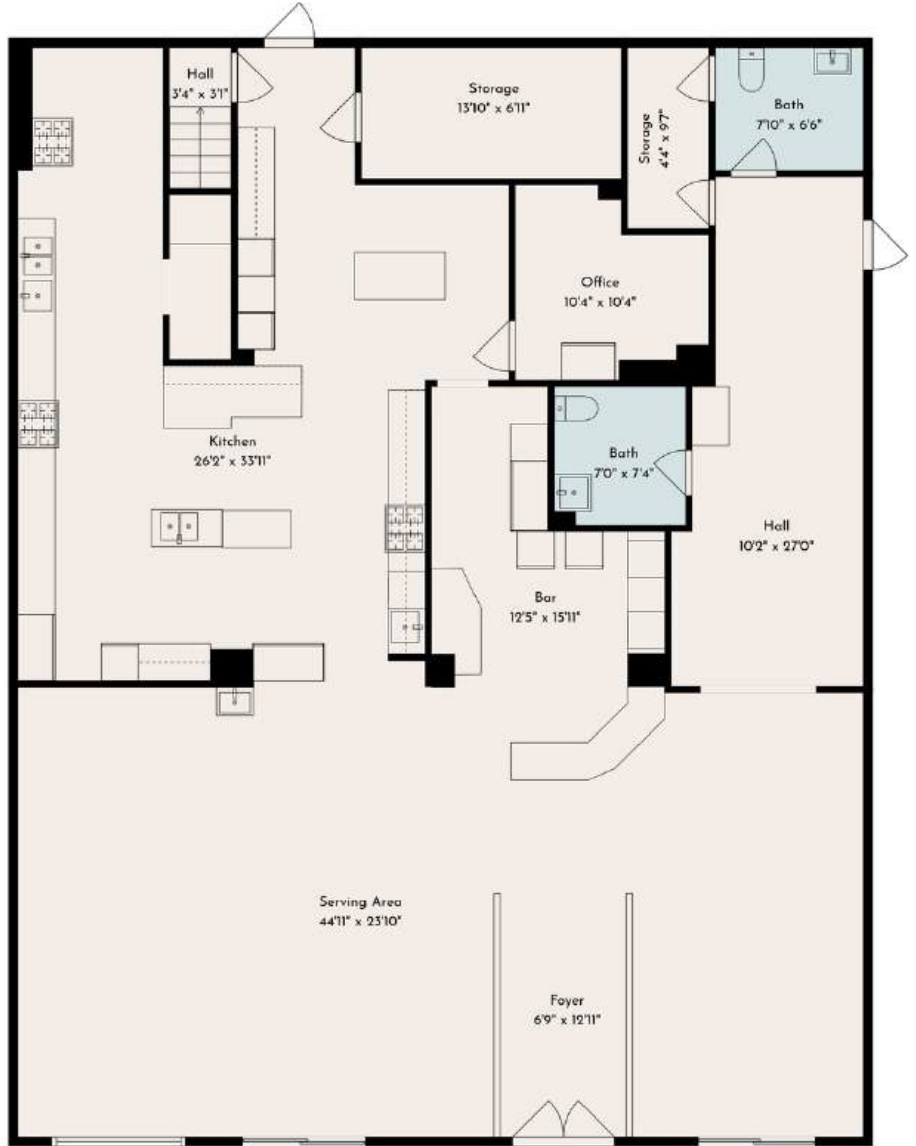 Hall
3'4" x 3'1"
Storage
13'10" x 6'11"
Storage
4'4" x 9'7"
Bath
7'10" x 6'6"
Office
10'4" x 10'4"
Kitchen
26'2" x 33'11"
Bath
7'0" x 7'4"
Hall
10'2" x 27'0"
Bar
12'5" x 15'11"
Serving Area
44'11" x 23'10"
Foyer
6'9" x 12'11"